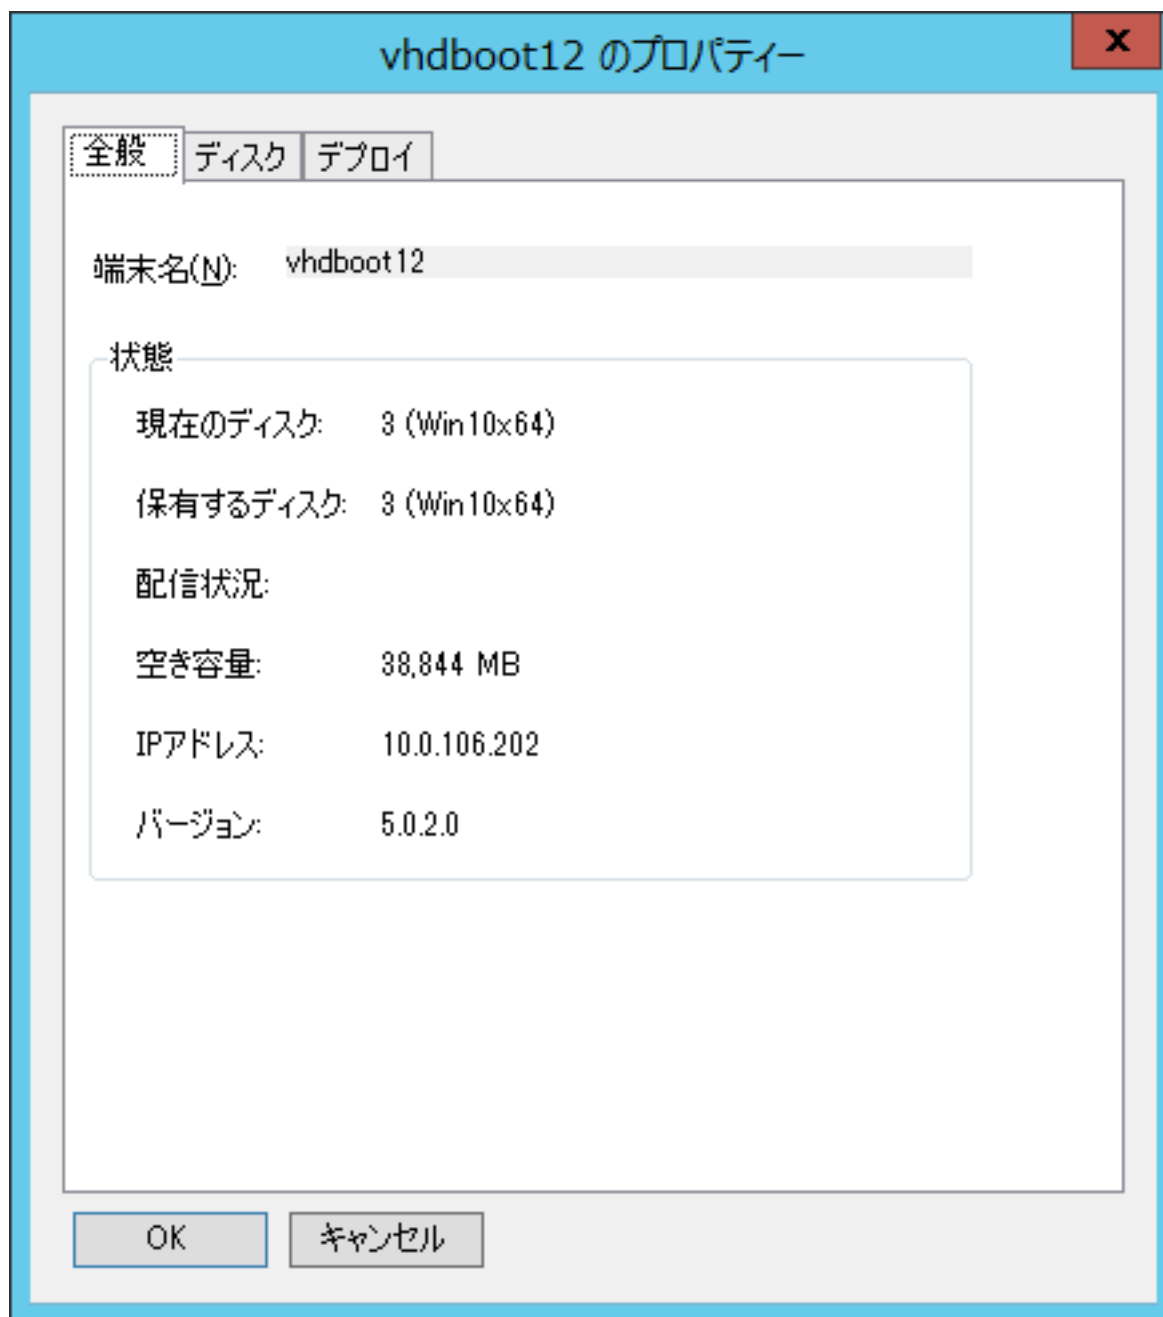 vhdboot12 のプロパティー
x
全般 ディスク デプロイ
端末名(N): vhdboot12
状態
現在のディスク: 3 (Win10x64)
保有するディスク: 3 (Win10x64)
配信状況:
空き容量: 38,844 MB
IPアドレス: 10.0.106.202
バージョン: 5.0.2.0
OK キャンセル